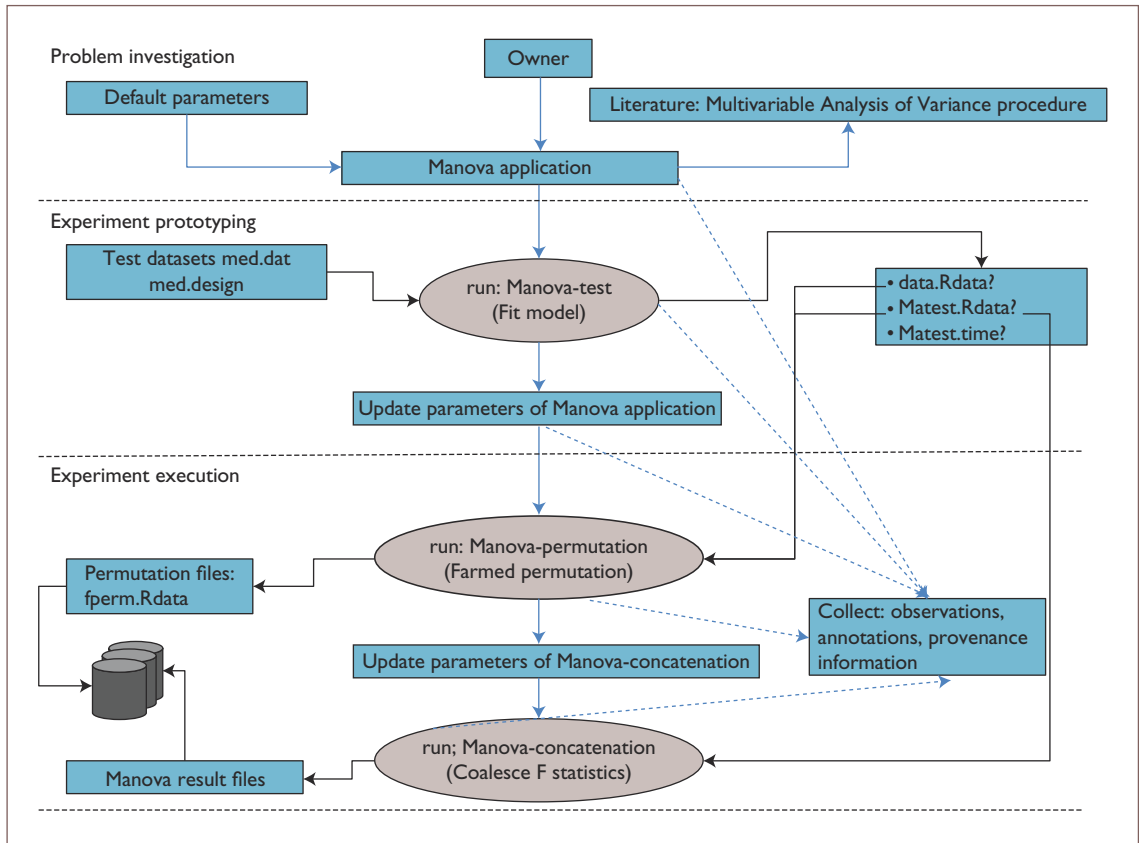 Problem investigation
Owner
Default parameters
Literature: Multivariable Analysis of Variance procedure
Manova application
Experiment prototyping
Test datasets med.dat
med.design
run: Manova-test
(Fit model)
• data.Rdata?
• Matest.Rdata?
• Matest.time?
Update parameters of Manova application
Experiment execution
run: Manova-permutation
(Farmed permutation)
Permutation files:
fperm.Rdata
Collect: observations,
annotations, provenance
information
Update parameters of Manova-concatenation
run; Manova-concatenation
(Coalesce F statistics)
Manova result files